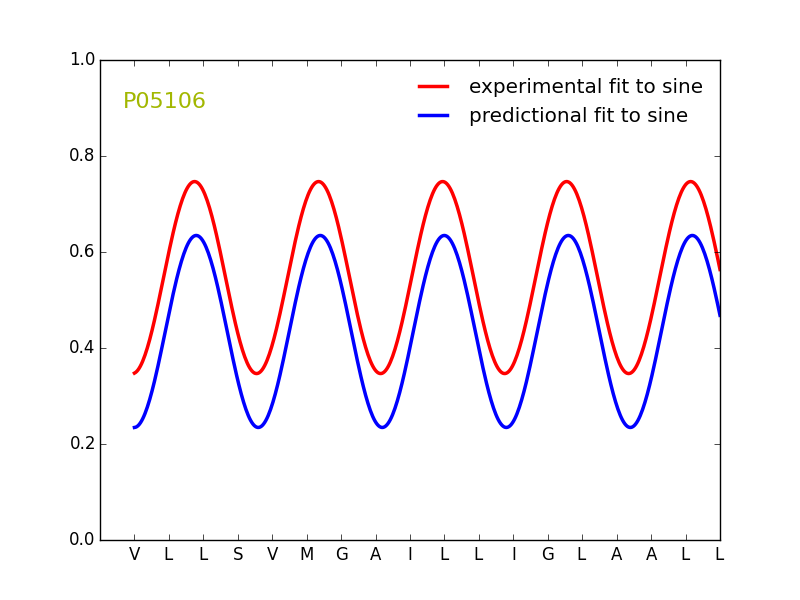 P05106
experimental fit to sine
predictional fit to sine
1.0
0.8
0.6
0.4
0.2
0.0
V L L S V M G A I L L I G L A A L L